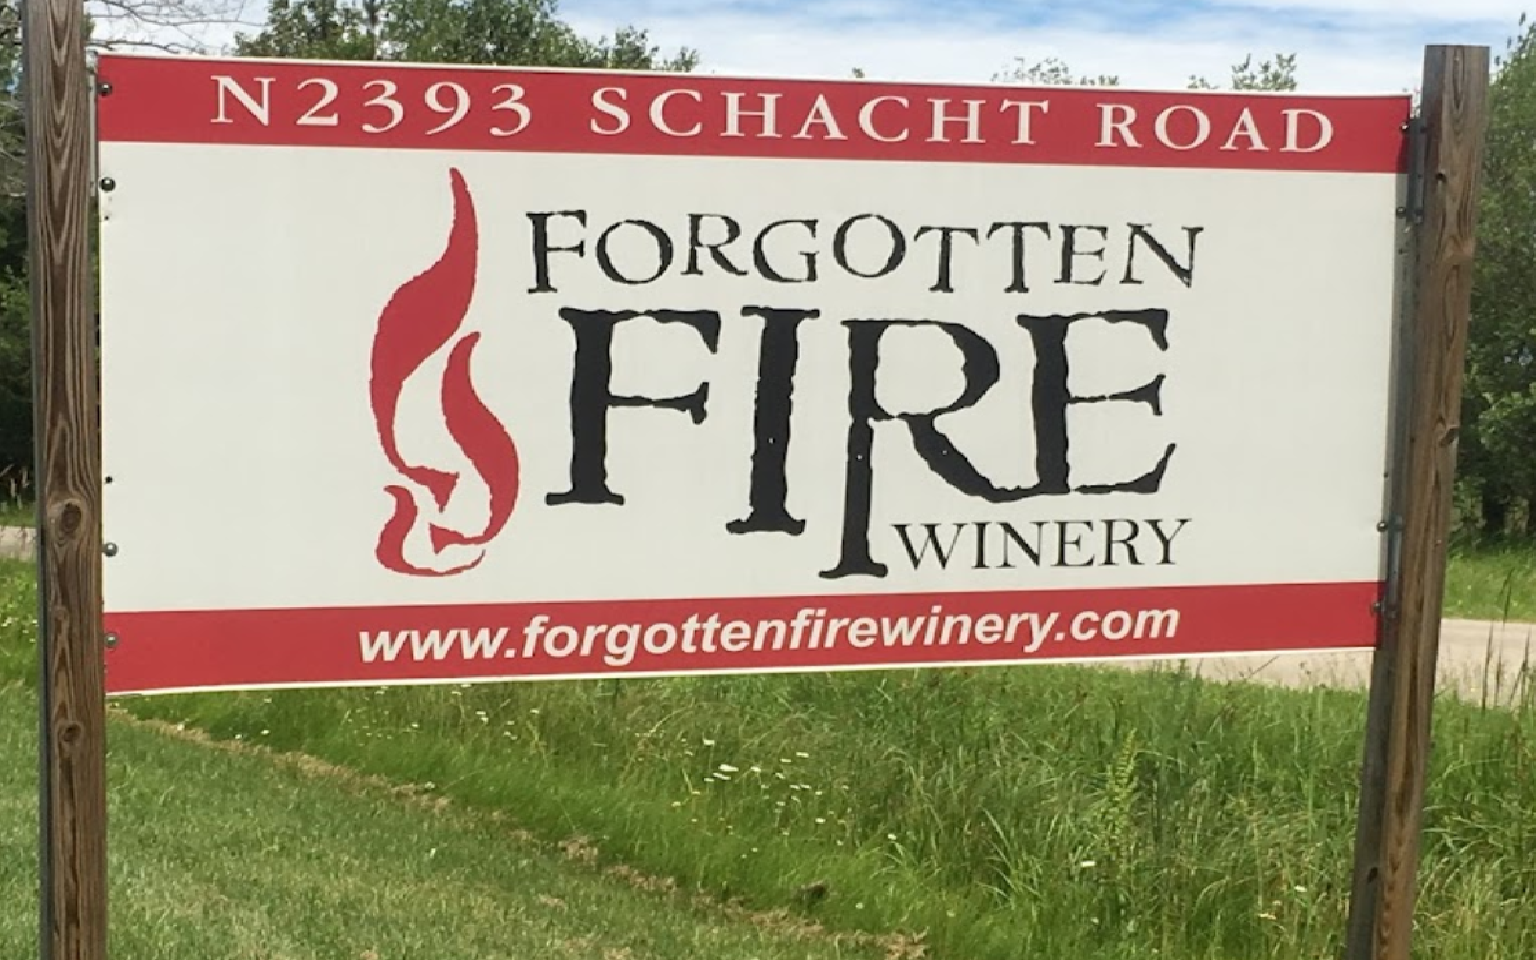 N2393 SCHACHT ROAD
FORGOTTEN
FIRE
WINERY
www.forgottenfirewinery.com